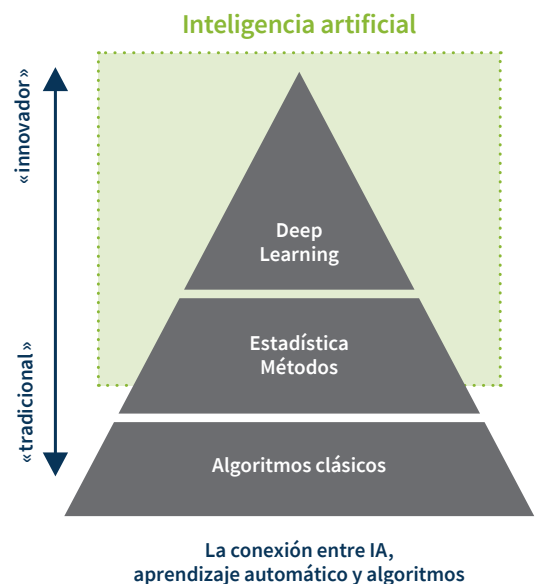 Inteligencia artificial
«innovador»
«tradicional»
Deep
Learning
Estadística
Métodos
Algoritmos clásicos
La conexión entre IA,
aprendizaje automático y algoritmos